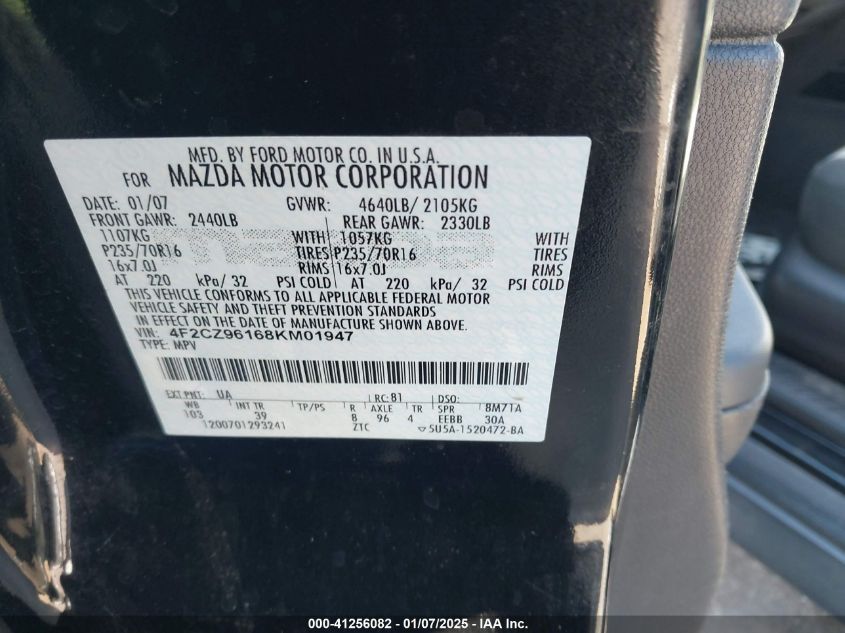 MFD. BY FORD MOTOR CO. IN U.S.A.
FOR MAZDA MOTOR CORPORATION
DATE: 01/07 GVWR: 4640LB/ 2105KG
FRONT GAWR: 2440LB REAR GAWR: 2330LB
1107KG WITH 1057KG WITH
P235/70R16 TIRES P235/70R16 TIRES
16x7.0J RIMS 16x7.0J RIMS
AT 220 kPa/ 32 PSI COLD AT 220 kPa/ 32 PSI COLD
THIS VEHICLE CONFORMS TO ALL APPLICABLE FEDERAL MOTOR
VEHICLE SAFETY AND THEFT PREVENTION STANDARDS
IN EFFECT ON THE DATE OF MANUFACTURE SHOWN ABOVE.
VIN: 4F2CZ96168KM01947
TYPE: MPV
EXT PNT: UA RC: 81 DSO:
WB INT TR TP/PS R AXLE TR SPR 8M71A
103 39 B 96 4 EEBB 30A
1200701293241 ZTC ▽5U5A-1520472-BA
000-41256082 - 01/07/2025 - IAAI.com